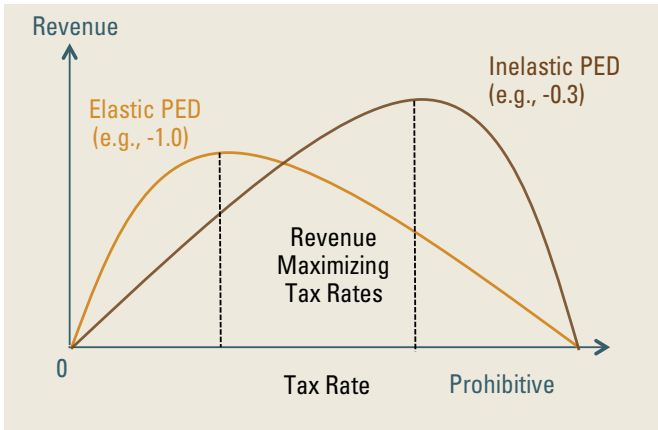 Revenue
Elastic PED
(e.g., -1.0)
Inelastic PED
(e.g., -0.3)
Revenue
Maximizing
Tax Rates
0
Tax Rate
Prohibitive